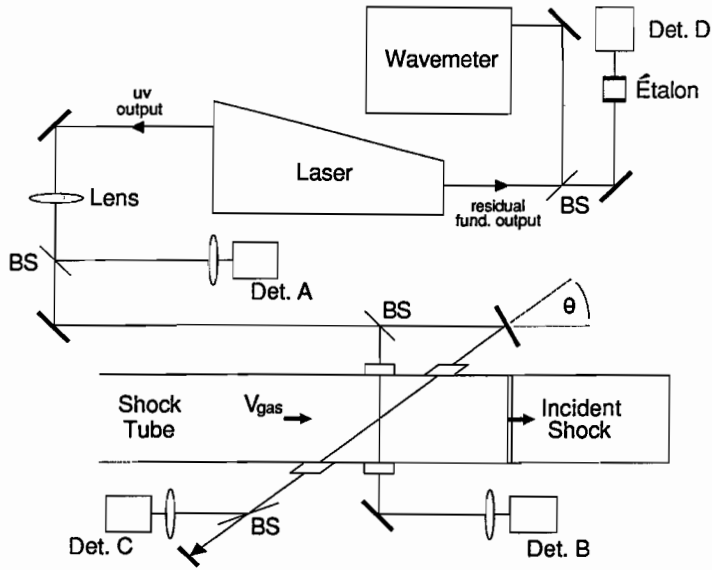 Wavemeter
Det. D
Étalon
uv
output
Laser
residual
fund. output
BS
Lens
BS
Det. A
BS
θ
Shock
Tube
Vgas
Incident
Shock
Det. C
BS
Det. B